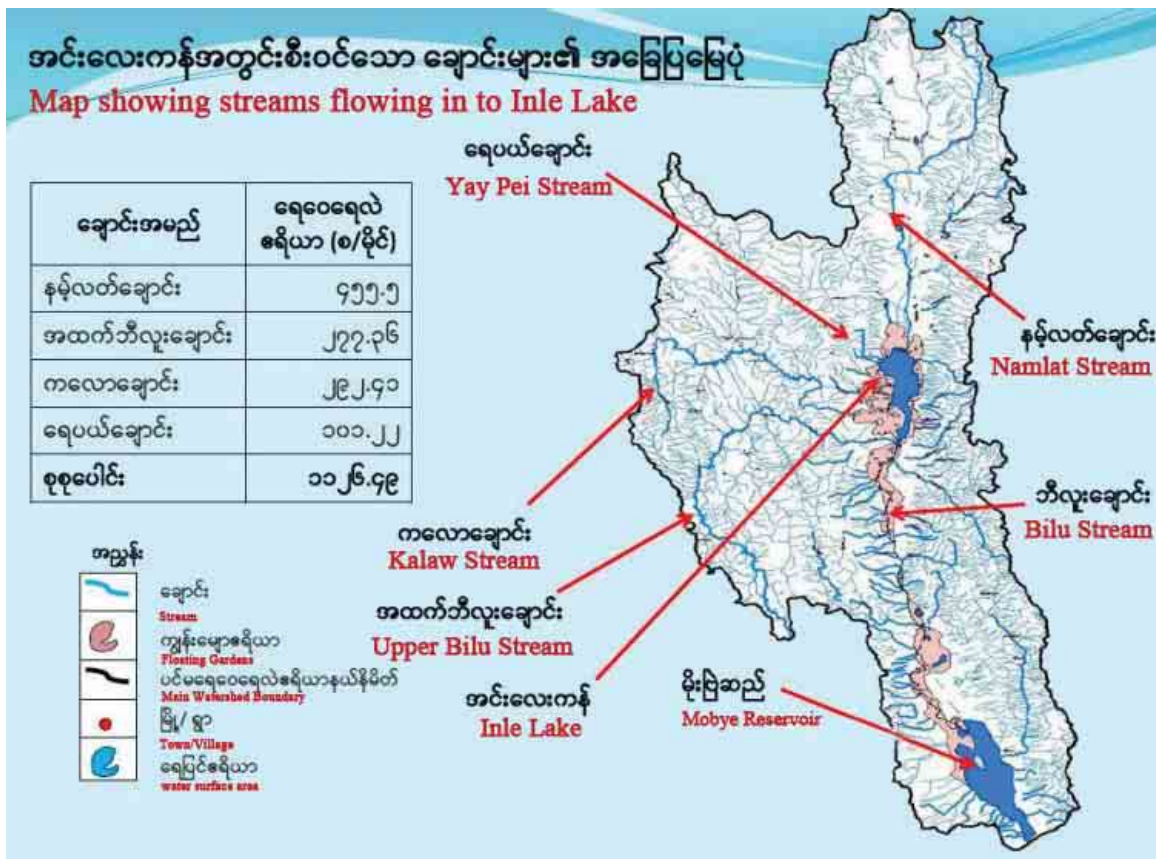 အင်းလေးကန်အတွင်းစီးဝင်သော ချောင်းများ၏ အခြေပြမြေပုံ
Map showing streams flowing in to Inle Lake
ချောင်းအမည်
ရေဝေရေလဲ
ဧရိယာ (စ/မိုင်)
နမ့်လတ်ချောင်း
၄၅၅.၅
အထက်ဘီလူးချောင်း
၂၇၇.၃၆
ကလောချောင်း
၂၉၂.၄၁
ရေပယ်ချောင်း
၁၀၁.၂၂
စုစုပေါင်း
၁၁၂၆.၄၉
ရေပယ်ချောင်း
Yay Pei Stream
နမ့်လတ်ချောင်း
Namlat Stream
ဘီလူးချောင်း
Bilu Stream
ကလောချောင်း
Kalaw Stream
အထက်ဘီလူးချောင်း
Upper Bilu Stream
အင်းလေးကန်
Inle Lake
မိုးဗြဲဆည်
Mobye Reservoir
အညွှန်း
ချောင်း
Stream
ကျွန်းမျောဧရိယာ
Floating Gardens
ပင်မရေဝေရေလဲဧရိယာနယ်နိမိတ်
Main Watershed Boundary
မြို့/ ရွာ
Town/Village
ရေပြင်ဧရိယာ
water surface area